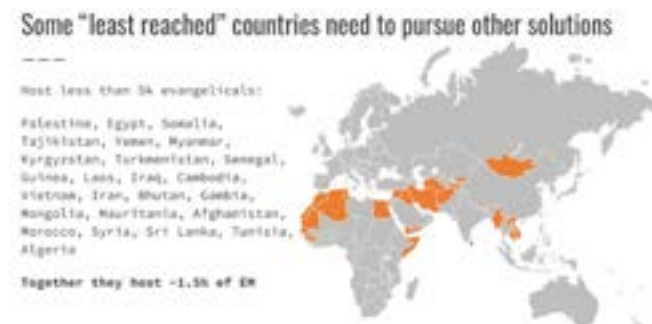 Some “least reached” countries need to pursue other solutions
Host less than 5k evangelicals:
Palestine, Egypt, Somalia,
Tajikistan, Yemen, Myanmar,
Kyrgyzstan, Turkmenistan, Senegal,
Guinea, Laos, Iraq, Cambodia,
Vietnam, Iran, Bhutan, Gambia,
Mongolia, Mauritania, Afghanistan,
Morocco, Syria, Sri Lanka, Tunisia,
Algeria
Together they host ~1.5% of EM